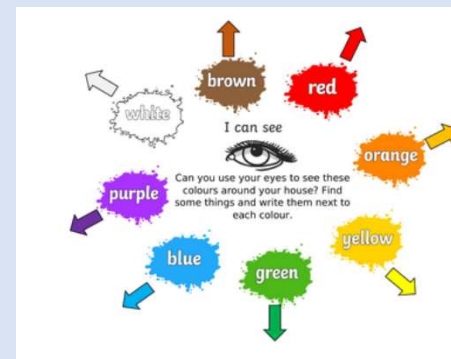 brown
red
white
I can see
orange
Can you use your eyes to see these
colours around your house? Find
some things and write them next to
each colour.
purple
yellow
blue
green